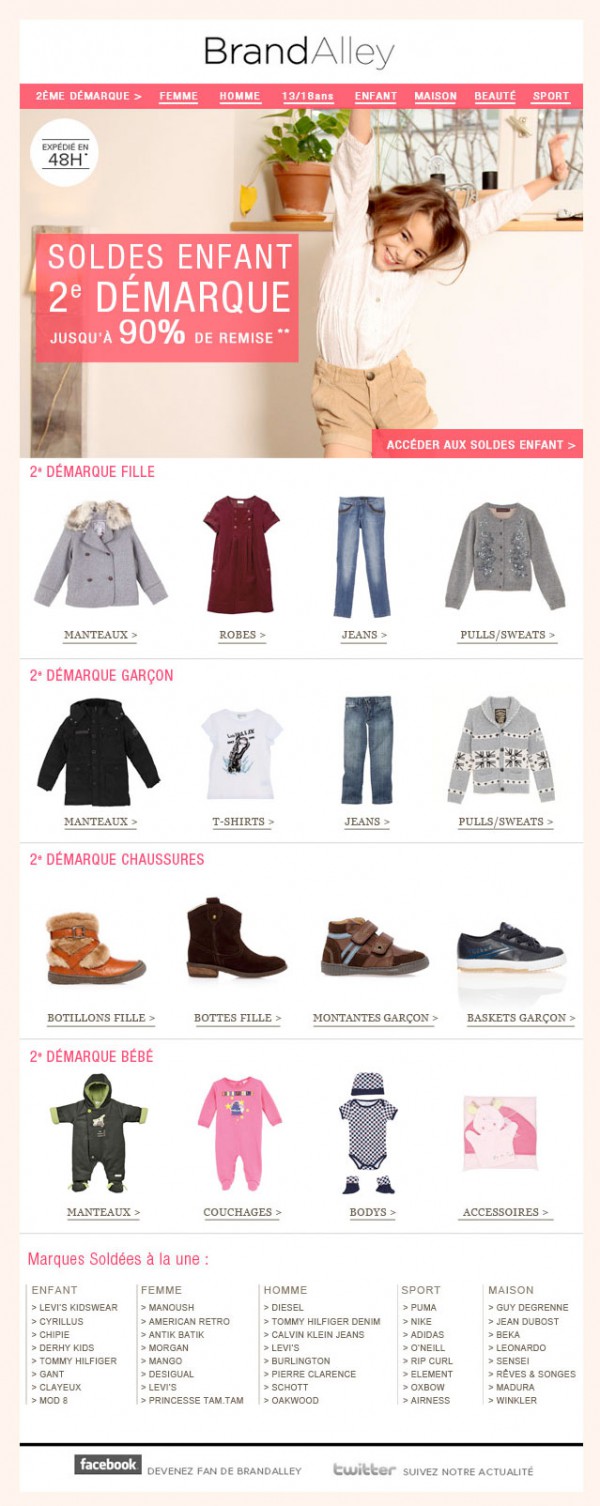 BrandAlley
2ÈME DÉMARQUE > FEMME HOMME 13/18ans ENFANT MAISON BEAUTÉ SPORT
EXPÉDIÉ EN
48H*
SOLDES ENFANT
2e DÉMARQUE
JUSQU'À 90% DE REMISE**
ACCÉDER AUX SOLDES ENFANT >
2e DÉMARQUE FILLE
MANTEAUX > ROBES > JEANS > PULLS/SWEATS >
2e DÉMARQUE GARÇON
MANTEAUX > T-SHIRTS > JEANS > PULLS/SWEATS >
2e DÉMARQUE CHAUSSURES
BOTILLONS FILLE > BOTTES FILLE > MONTANTES GARÇON > BASKETS GARÇON >
2e DÉMARQUE BÉBÉ
MANTEAUX > COUCHAGES > BODYS > ACCESSOIRES >
Marques Soldées à la une :
ENFANT FEMME HOMME SPORT MAISON
> LEVI'S KIDSWEAR > MANOUSH > DIESEL > PUMA > GUY DEGRENNE
> CYRILLUS > AMERICAN RETRO > TOMMY HILFIGER DENIM > NIKE > JEAN DUBOST
> CHIPIE > ANTIK BATIK > CALVIN KLEIN JEANS > ADIDAS > BEKA
> DERHY KIDS > MORGAN > LEVI'S > O'NEILL > LEONARDO
> TOMMY HILFIGER > MANGO > BURLINGTON > RIP CURL > SENSEI
> GANT > DESIGUAL > PIERRE CLARENCE > ELEMENT > RÊVES & SONGES
> CLAYEUX > LEVI'S > SCHOTT > OXBOW > MADURA
> MOD 8 > PRINCESSE TAM.TAM > OAKWOOD > AIRNESS > WINKLER
facebook DEVENEZ FAN DE BRANDALLEY twitter SUIVEZ NOTRE ACTUALITÉ